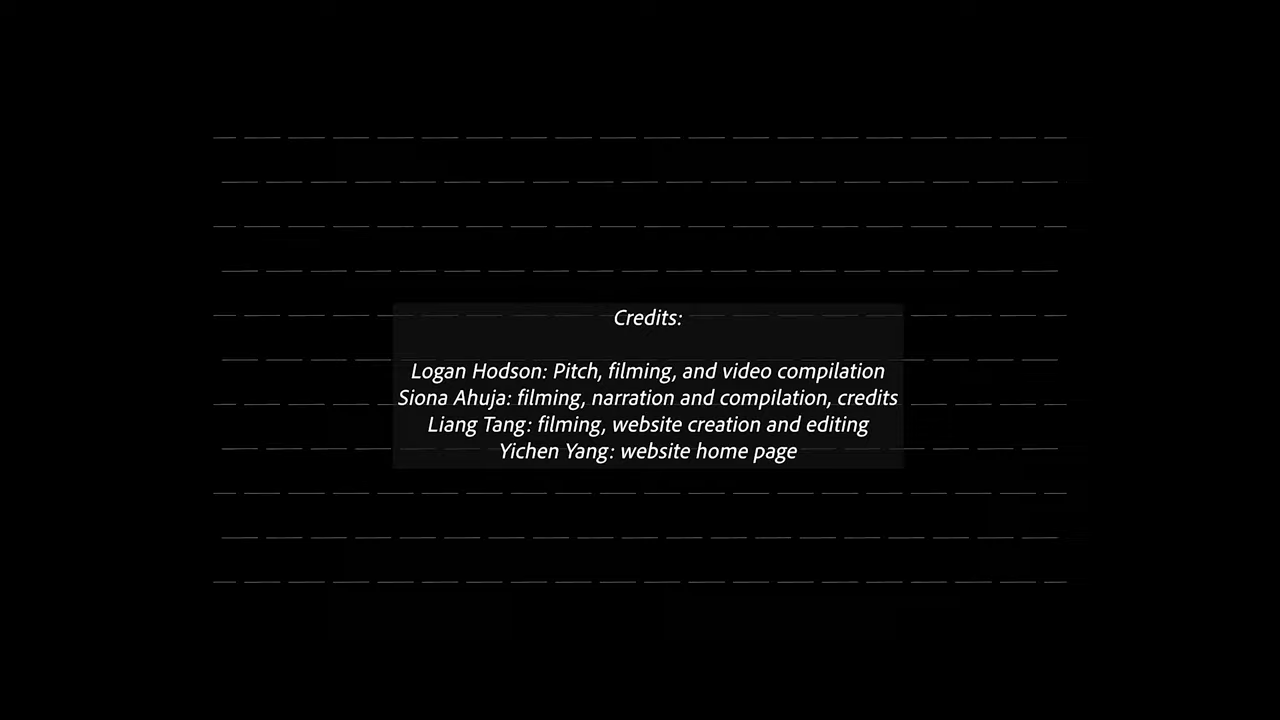 Credits:
Logan Hodson: Pitch, filming, and video compilation
Siona Ahuja: filming, narration and compilation, credits
Liang Tang: filming, website creation and editing
Yichen Yang: website home page